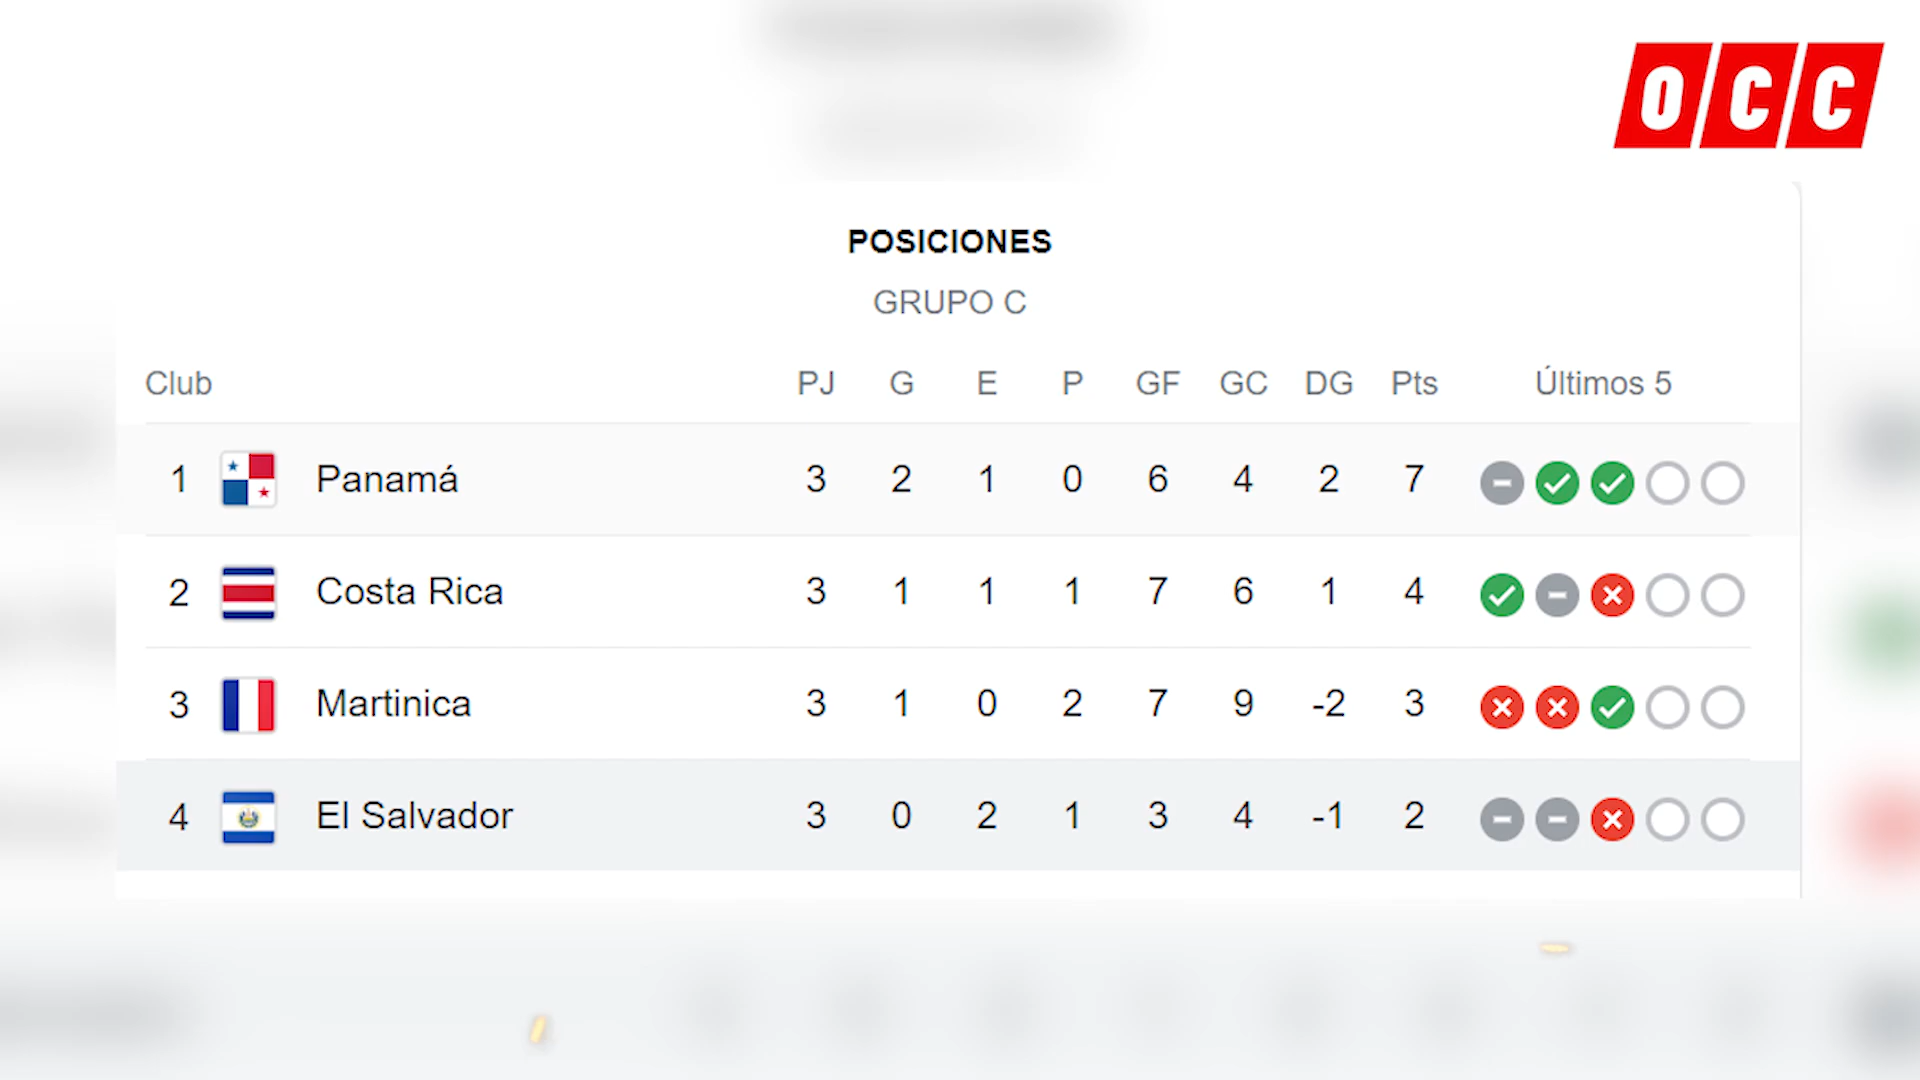 OCC
POSICIONES
GRUPO C
Club PJ G E P GF GC DG Pts Últimos 5
1 Panamá 3 2 1 0 6 4 2 7
2 Costa Rica 3 1 1 1 7 6 1 4
3 Martinica 3 1 0 2 7 9 -2 3
4 El Salvador 3 0 2 1 3 4 -1 2